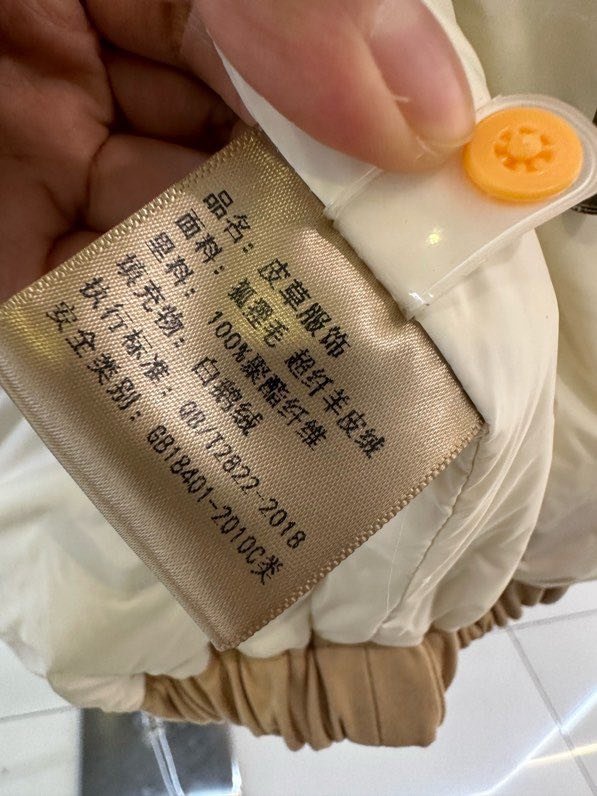 品名：皮草服饰
面料：狐狸毛 超纤羊皮绒
里料：100%聚酯纤维
填充物：白鹅绒
执行标准：QB/T2822-2018
安全类别：GB18401-2010C类